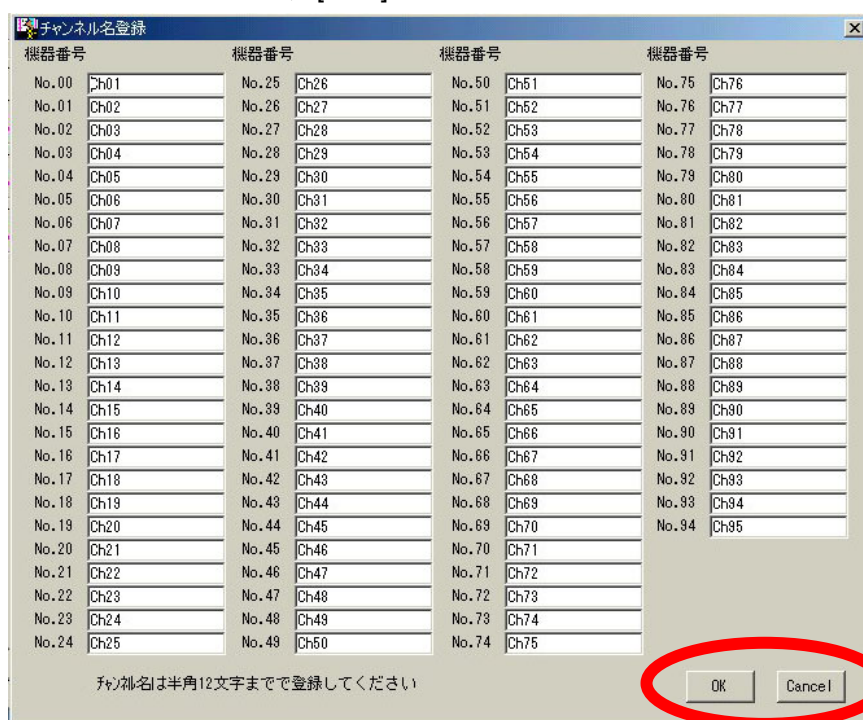 チャンネル名登録
機器番号 機器番号 機器番号 機器番号
No.00 Ch01 No.25 Ch26 No.50 Ch51 No.75 Ch76
No.01 Ch02 No.26 Ch27 No.51 Ch52 No.76 Ch77
No.02 Ch03 No.27 Ch28 No.52 Ch53 No.77 Ch78
No.03 Ch04 No.28 Ch29 No.53 Ch54 No.78 Ch79
No.04 Ch05 No.29 Ch30 No.54 Ch55 No.79 Ch80
No.05 Ch06 No.30 Ch31 No.55 Ch56 No.80 Ch81
No.06 Ch07 No.31 Ch32 No.56 Ch57 No.81 Ch82
No.07 Ch08 No.32 Ch33 No.57 Ch58 No.82 Ch83
No.08 Ch09 No.33 Ch34 No.58 Ch59 No.83 Ch84
No.09 Ch10 No.34 Ch35 No.59 Ch60 No.84 Ch85
No.10 Ch11 No.35 Ch36 No.60 Ch61 No.85 Ch86
No.11 Ch12 No.36 Ch37 No.61 Ch62 No.86 Ch87
No.12 Ch13 No.37 Ch38 No.62 Ch63 No.87 Ch88
No.13 Ch14 No.38 Ch39 No.63 Ch64 No.88 Ch89
No.14 Ch15 No.39 Ch40 No.64 Ch65 No.89 Ch90
No.15 Ch16 No.40 Ch41 No.65 Ch66 No.90 Ch91
No.16 Ch17 No.41 Ch42 No.66 Ch67 No.91 Ch92
No.17 Ch18 No.42 Ch43 No.67 Ch68 No.92 Ch93
No.18 Ch19 No.43 Ch44 No.68 Ch69 No.93 Ch94
No.19 Ch20 No.44 Ch45 No.69 Ch70 No.94 Ch95
No.20 Ch21 No.45 Ch46 No.70 Ch71
No.21 Ch22 No.46 Ch47 No.71 Ch72
No.22 Ch23 No.47 Ch48 No.72 Ch73
No.23 Ch24 No.48 Ch49 No.73 Ch74
No.24 Ch25 No.49 Ch50 No.74 Ch75
ﾁｬﾝﾈﾙ名は半角12文字までで登録してください OK Cancel